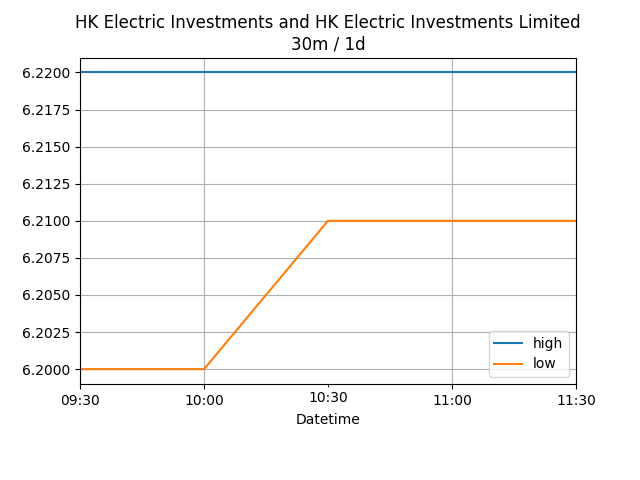 HK Electric Investments and HK Electric Investments Limited
30m / 1d
6.2200
6.2175
6.2150
6.2125
6.2100
6.2075
6.2050
6.2025
6.2000
high
low
09:30 10:00 10:30 11:00 11:30
Datetime